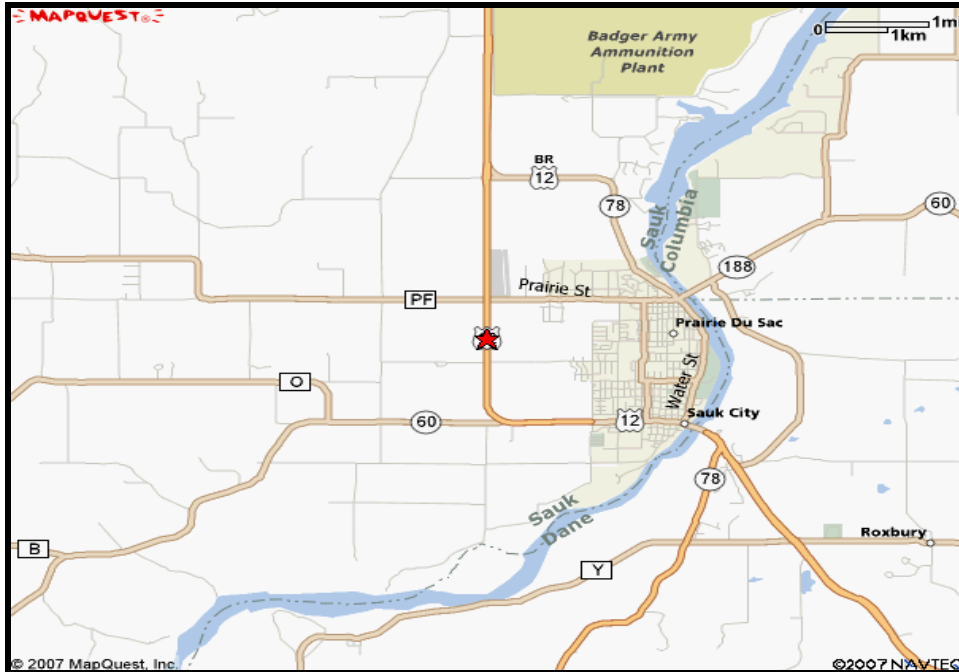 MAPQUEST
Badger Army
Ammunition
Plant
0
1mi
1km
BR
12
78
60
Sauk
Columbia
188
Prairie St
PF
Prairie Du Sac
Water St
O
60
12
Sauk City
78
Sauk
Dane
B
Y
Roxbury
© 2007 MapQuest, Inc.
©2007 NAVTEQ